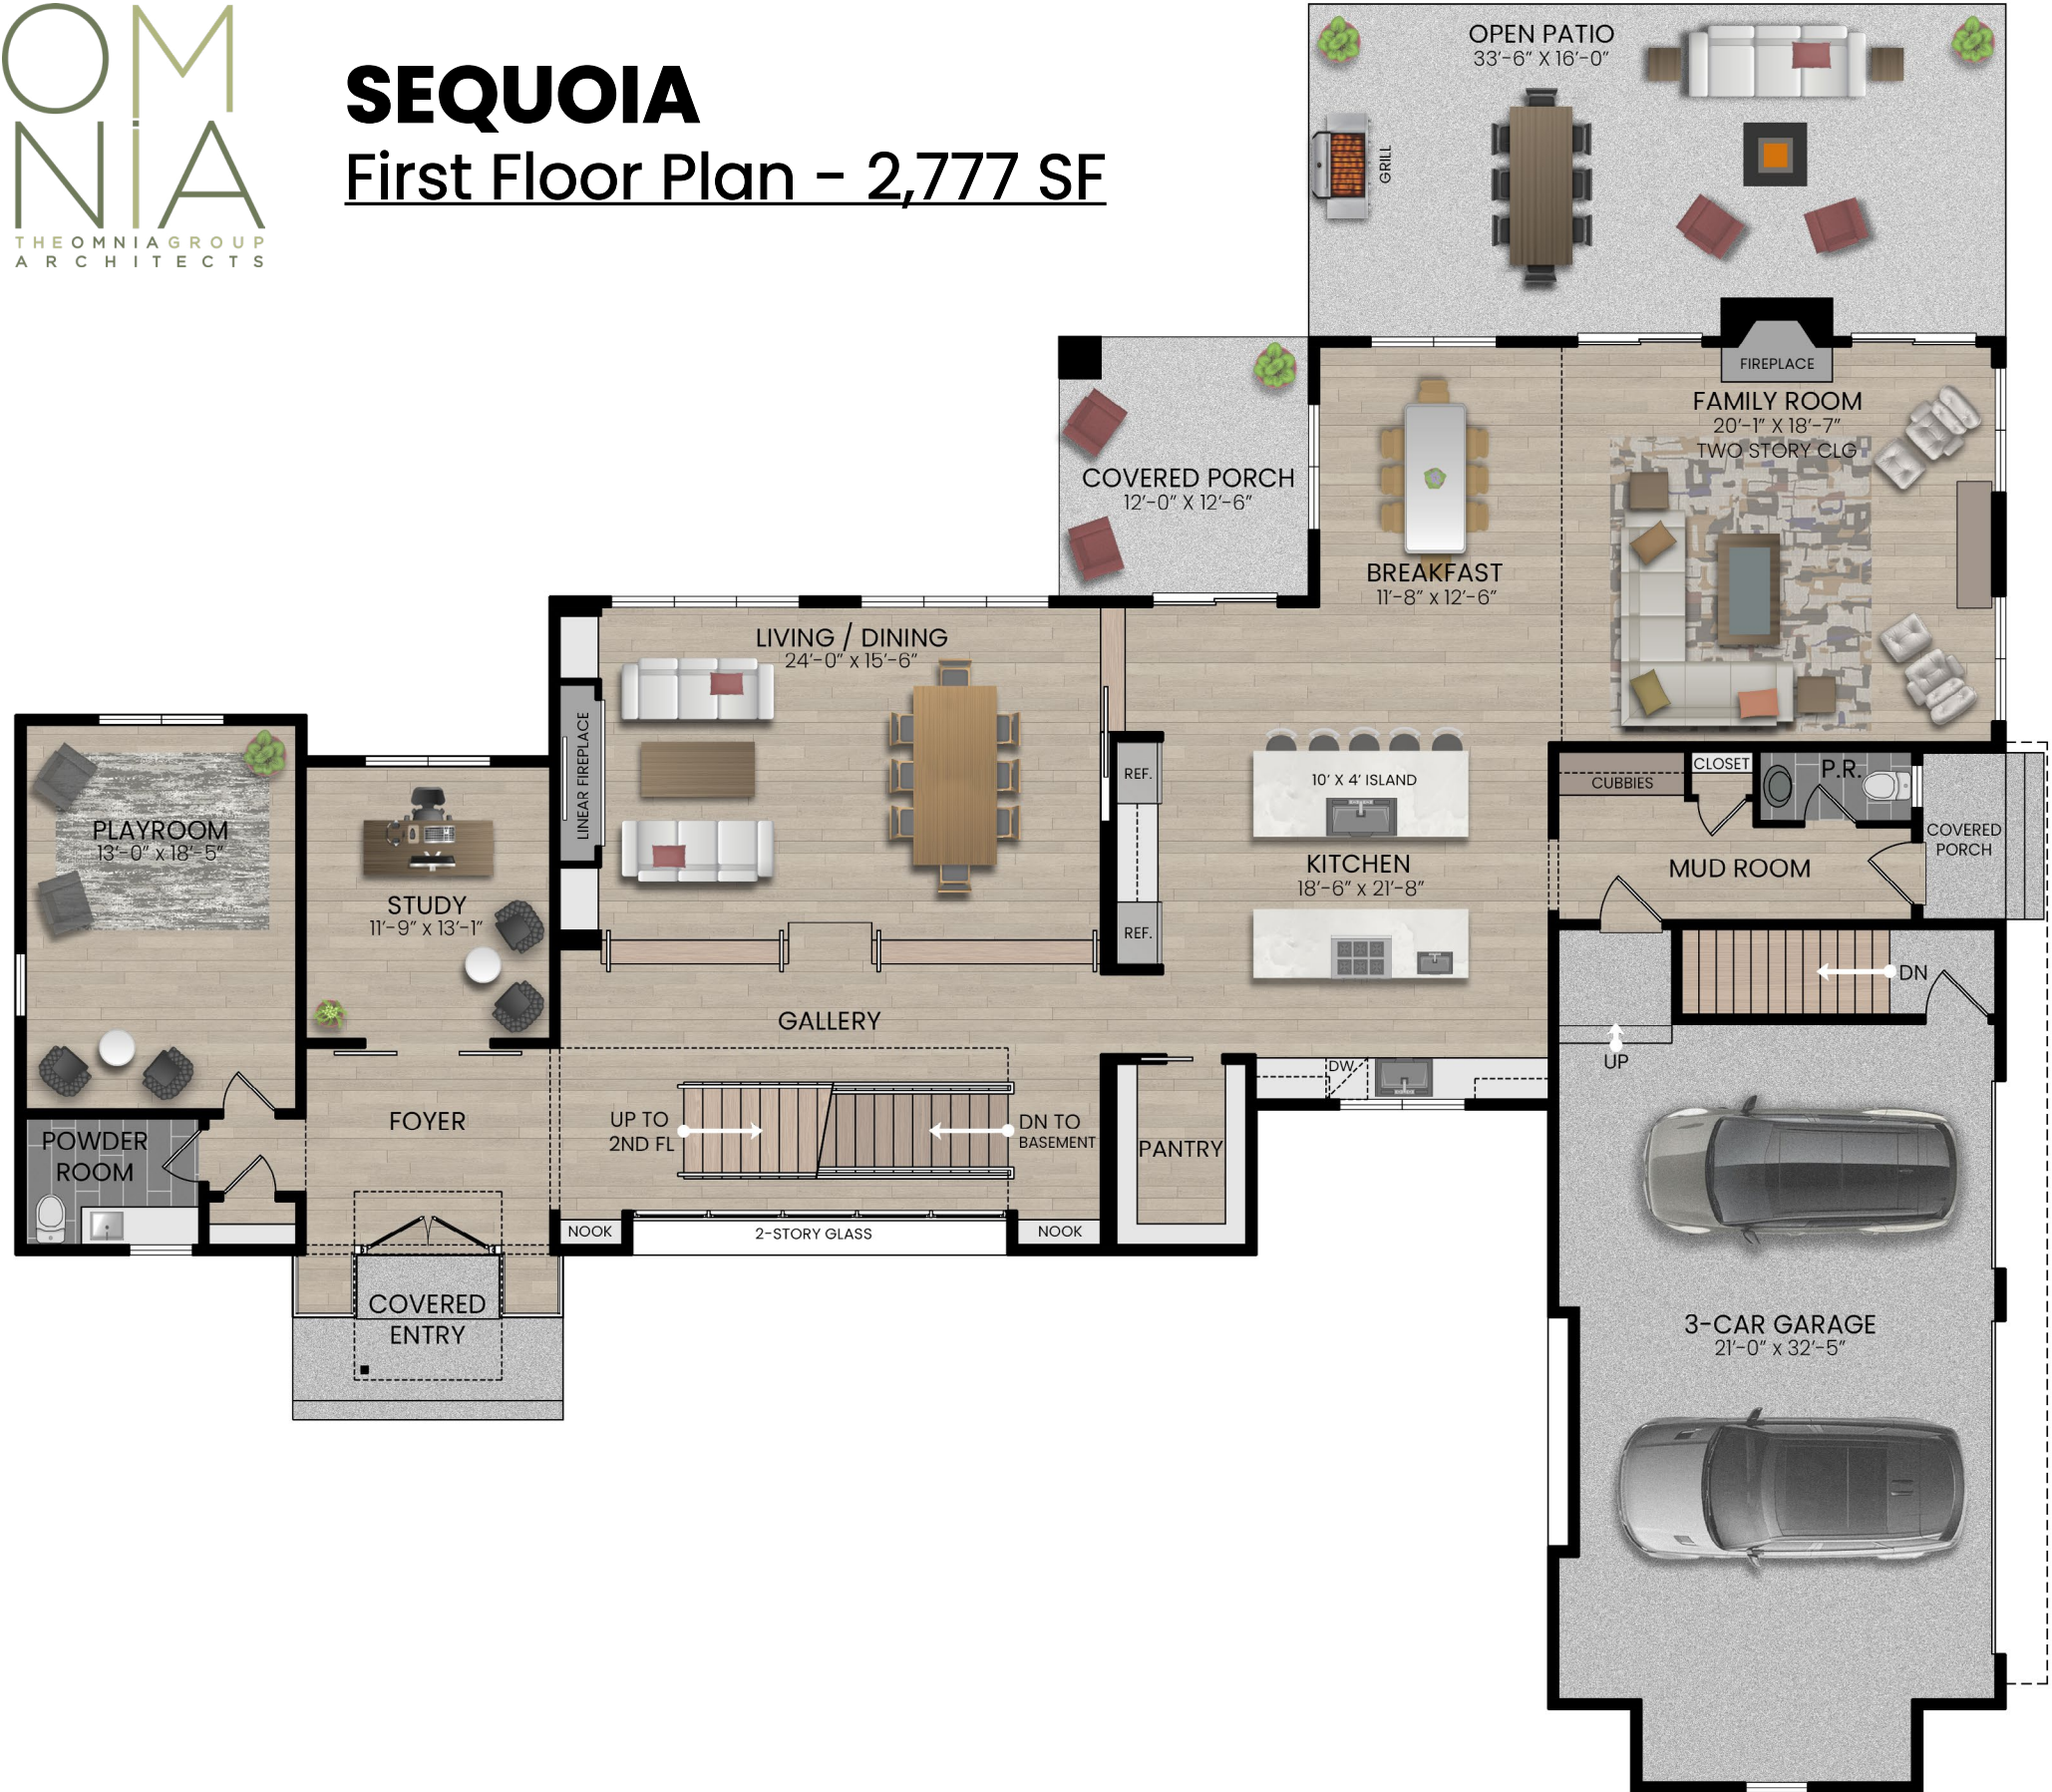 OM
NiA
THEOMNIAGROUP
ARCHITECTS
SEQUOIA
First Floor Plan - 2,777 SF
OPEN PATIO
33'-6" X 16'-0"
GRILL
FIREPLACE
FAMILY ROOM
20'-1" X 18'-7"
TWO STORY CLG
COVERED PORCH
12'-0" X 12'-6"
BREAKFAST
11'-8" x 12'-6"
LIVING / DINING
24'-0" x 15'-6"
LINEAR FIREPLACE
PLAYROOM
13'-0" x 18'-5"
STUDY
11'-9" x 13'-1"
REF.
REF.
10' X 4' ISLAND
KITCHEN
18'-6" x 21'-8"
CUBBIES
CLOSET
P.R.
MUD ROOM
COVERED
PORCH
DN
UP
GALLERY
FOYER
UP TO
2ND FL
DN TO
BASEMENT
DW
PANTRY
POWDER
ROOM
NOOK
2-STORY GLASS
NOOK
COVERED
ENTRY
3-CAR GARAGE
21'-0" x 32'-5"